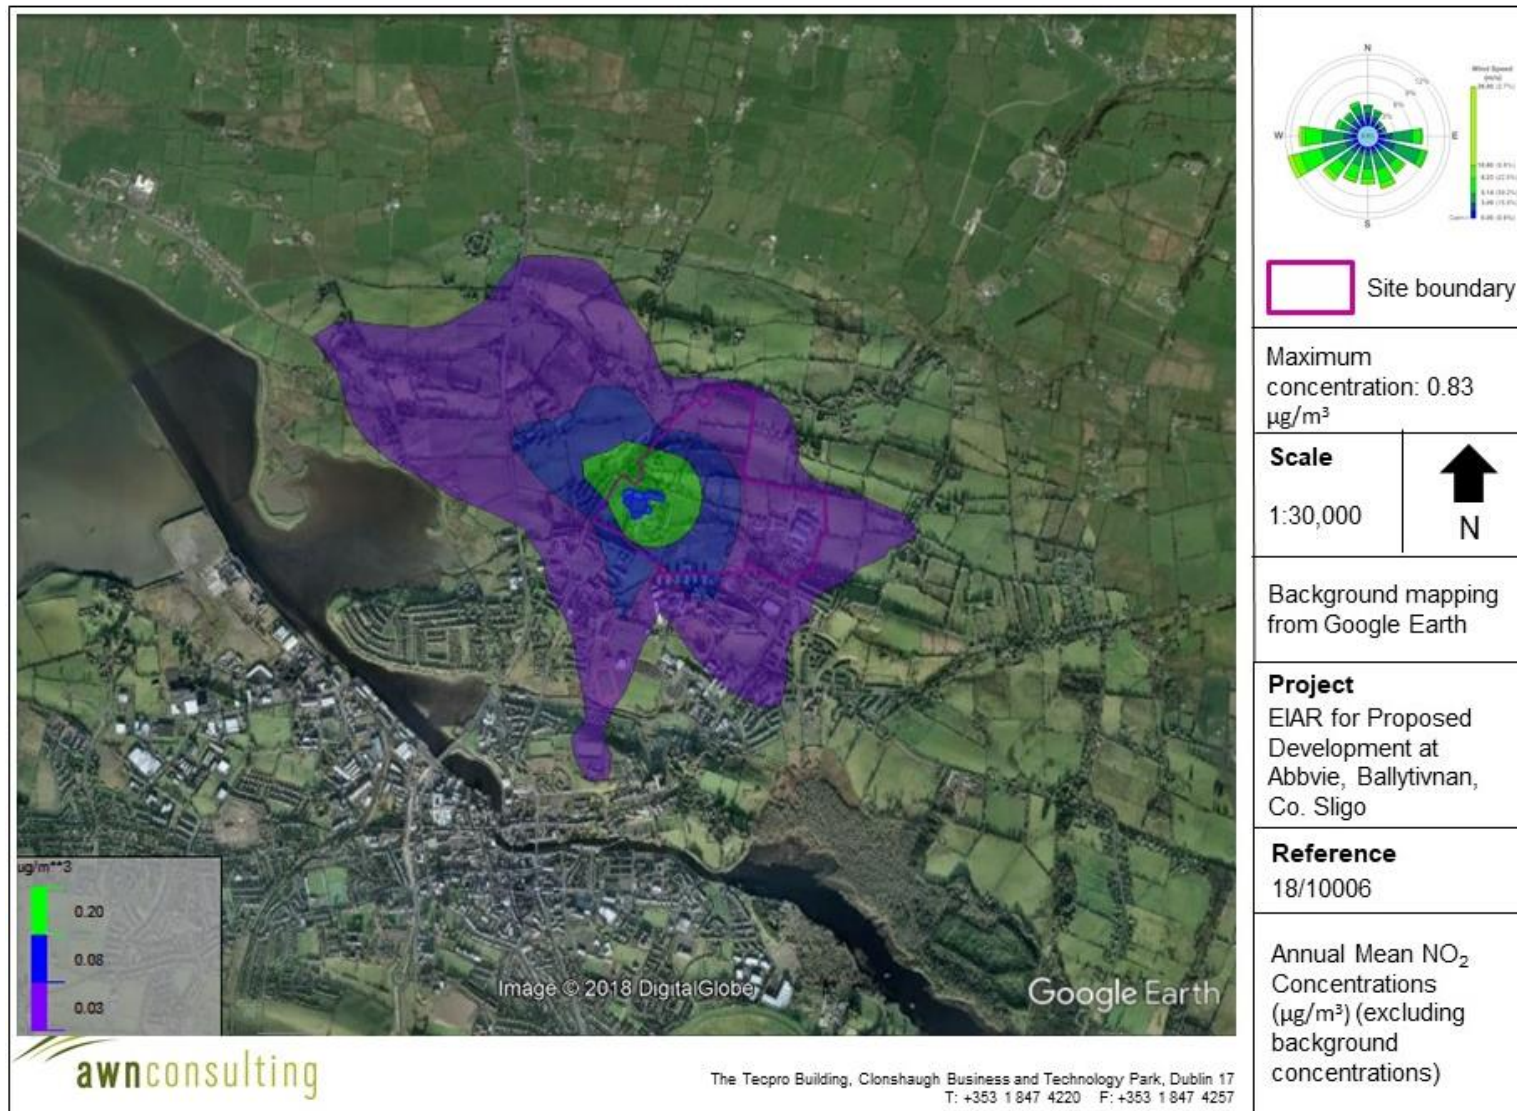 N
W
E
S
12%
Wind Speed
(m/s)
Site boundary
Maximum
concentration: 0.83
µg/m³
Scale
1:30,000
N
Background mapping
from Google Earth
Project
EIAR for Proposed
Development at
Abbvie, Ballytivnan,
Co. Sligo
Reference
18/10006
Annual Mean NO₂
Concentrations
(µg/m³) (excluding
background
concentrations)
ug/m**3
0.20
0.08
0.03
Image © 2018 DigitalGlobe
Google Earth
awnconsulting
The Tecpro Building, Clonshaugh Business and Technology Park, Dublin 17
T: +353 1 847 4220 F: +353 1 847 4257